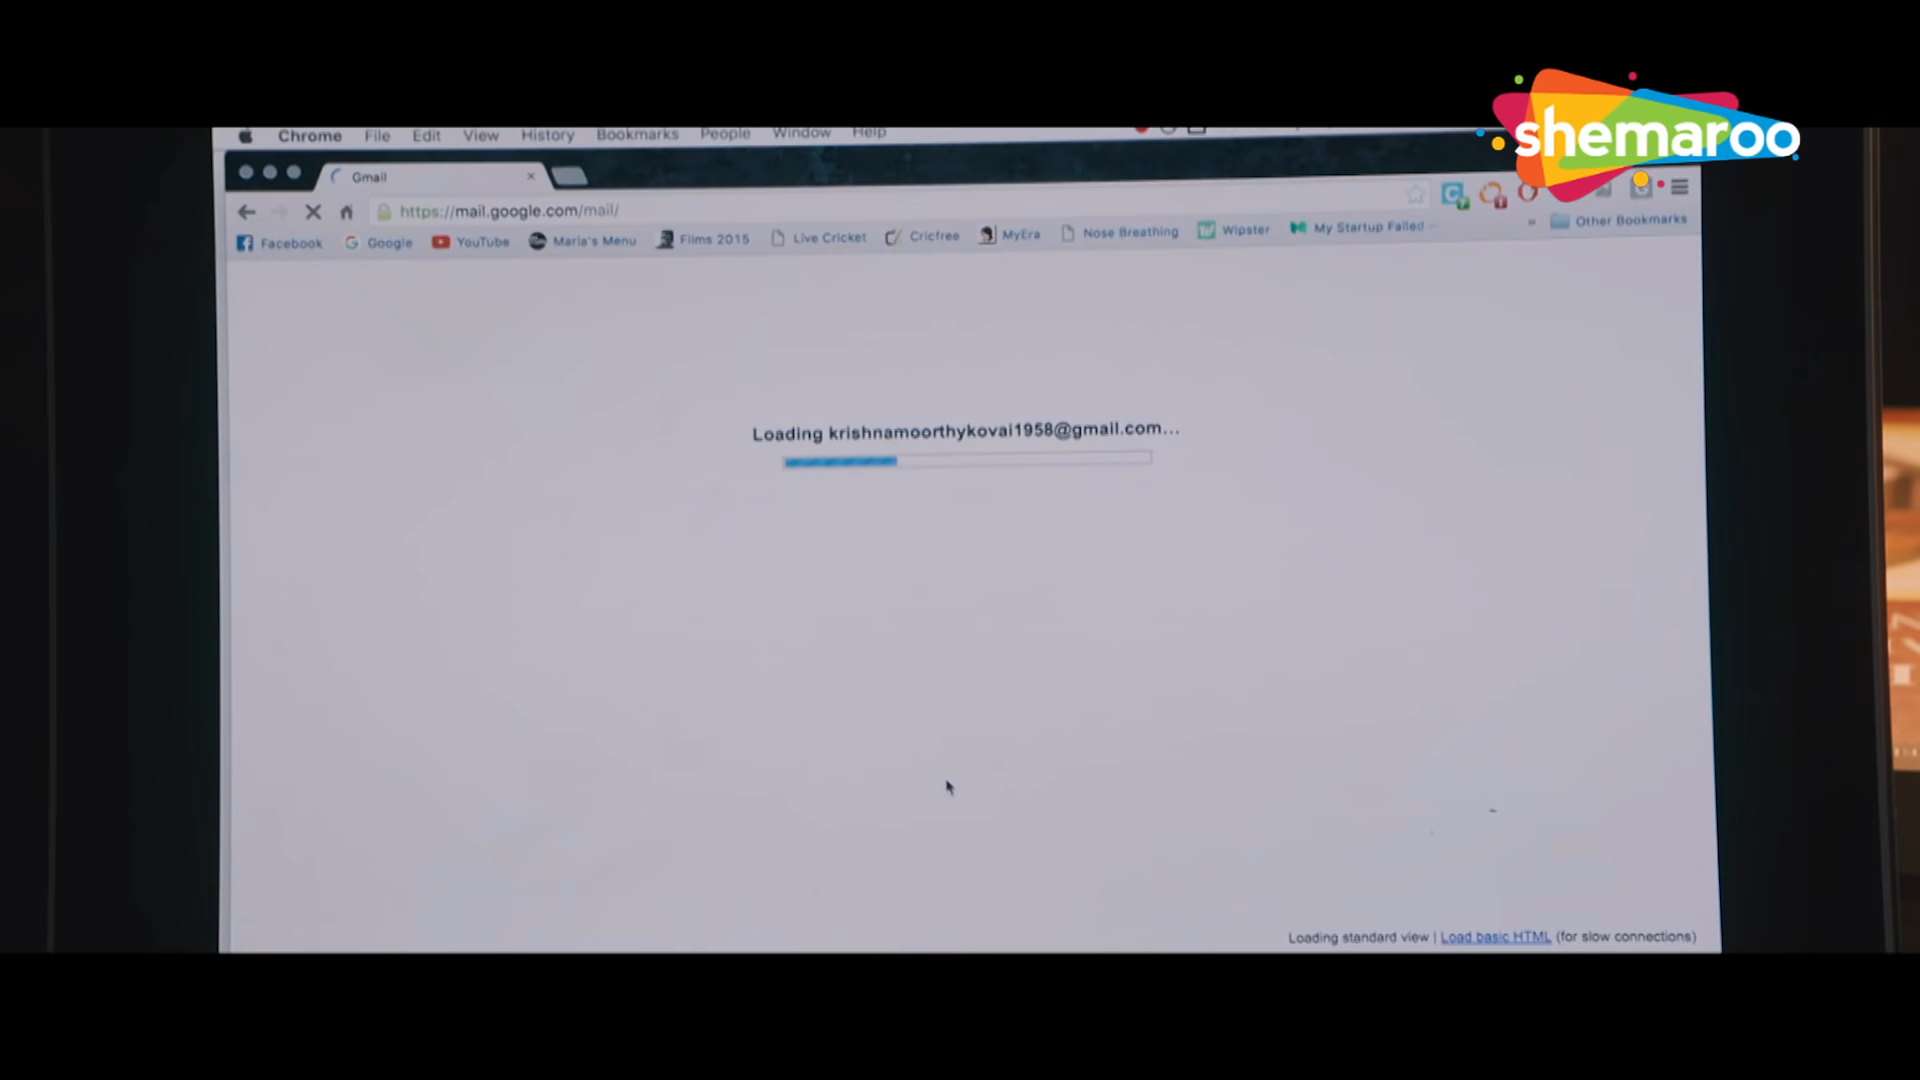 shemaroo
Chrome File Edit View History Bookmarks People Window Help
Gmail
https://mail.google.com/mail/
Facebook Google YouTube Maria's Menu Films 2015 Live Cricket Cricfree MyEra Nose Breathing Wipster My Startup Failed » Other Bookmarks
Loading krishnamoorthykovai1958@gmail.com...
Loading standard view | Load basic HTML (for slow connections)